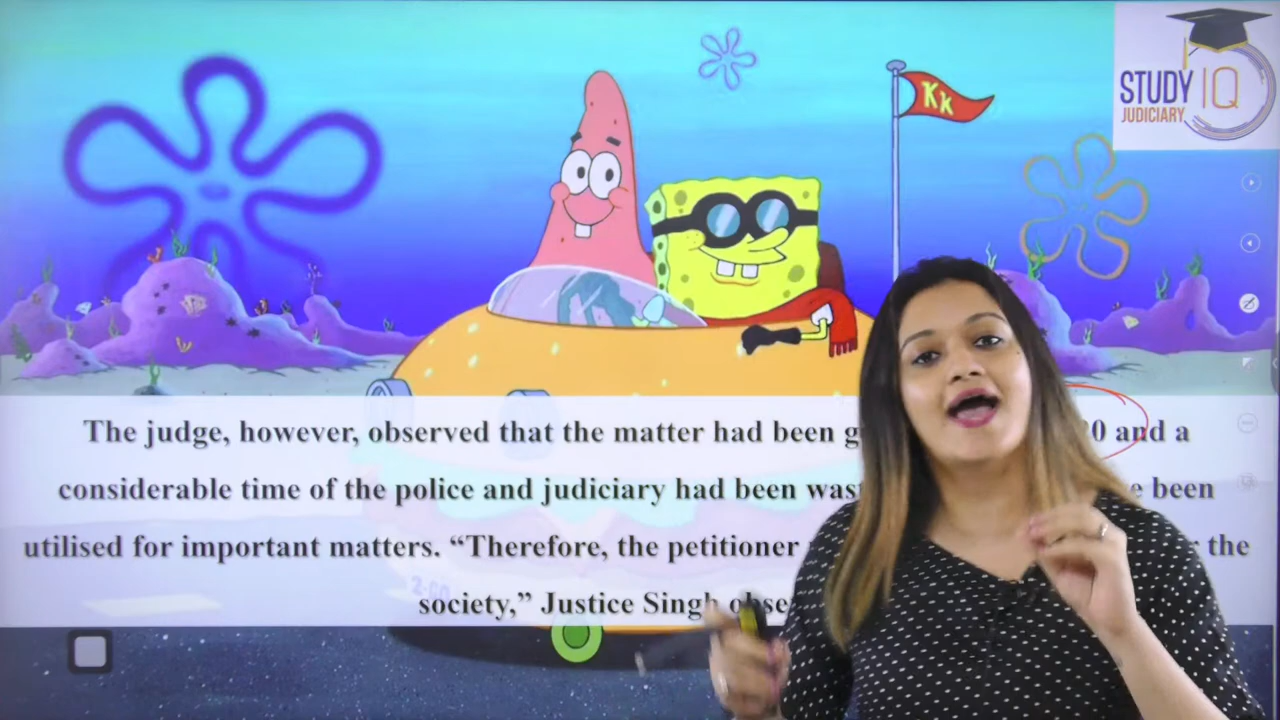 Kk
STUDY IQ
JUDICIARY
The judge, however, observed that the matter had been
0 and a
considerable time of the police and judiciary had been
been
utilised for important matters. “Therefore, the petitioner
the
society,” Justice Singh